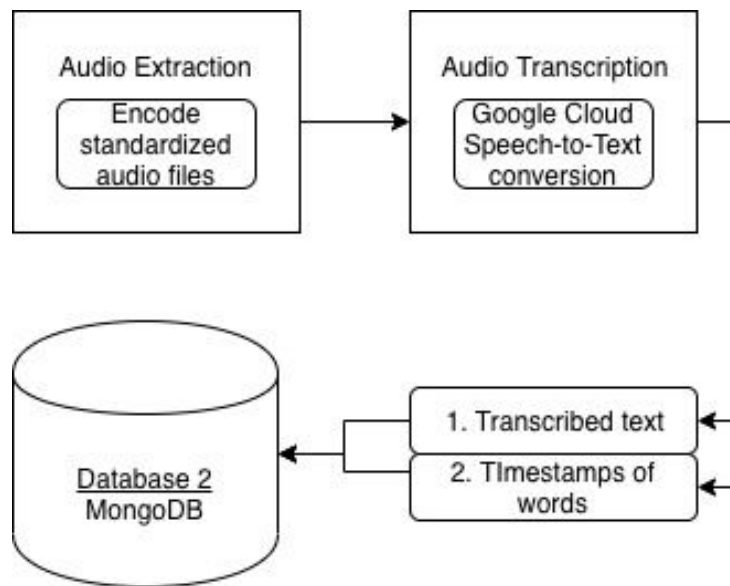 Audio Extraction
Encode
standardized
audio files
Audio Transcription
Google Cloud
Speech-to-Text
conversion
1. Transcribed text
2. TImestamps of
words
Database 2
MongoDB